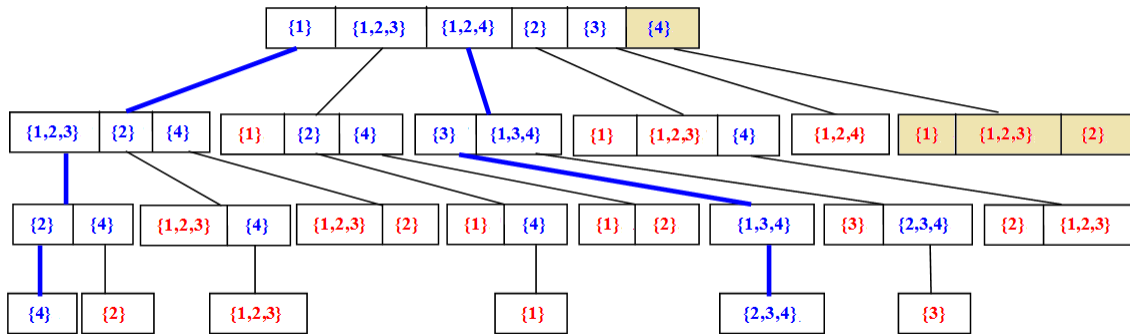 {1} {1,2,3} {1,2,4} {2} {3} {4}
{1,2,3} {2} {4} {1} {2} {4} {3} {1,3,4} {1} {1,2,3} {4} {1,2,4} {1} {1,2,3} {2}
{2} {4} {1,2,3} {4} {1,2,3} {2} {1} {4} {1} {2} {1,3,4} {3} {2,3,4} {2} {1,2,3}
{4} {2} {1,2,3} {1} {2,3,4} {3}